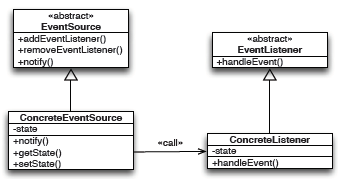 «abstract»
EventSource
+addEventListener()
+removeEventListener()
+notify()
«abstract»
EventListener
+handleEvent()
ConcreteEventSource
-state
+notify()
+getState()
+setState()
«call»
ConcreteListener
-state
+handleEvent()